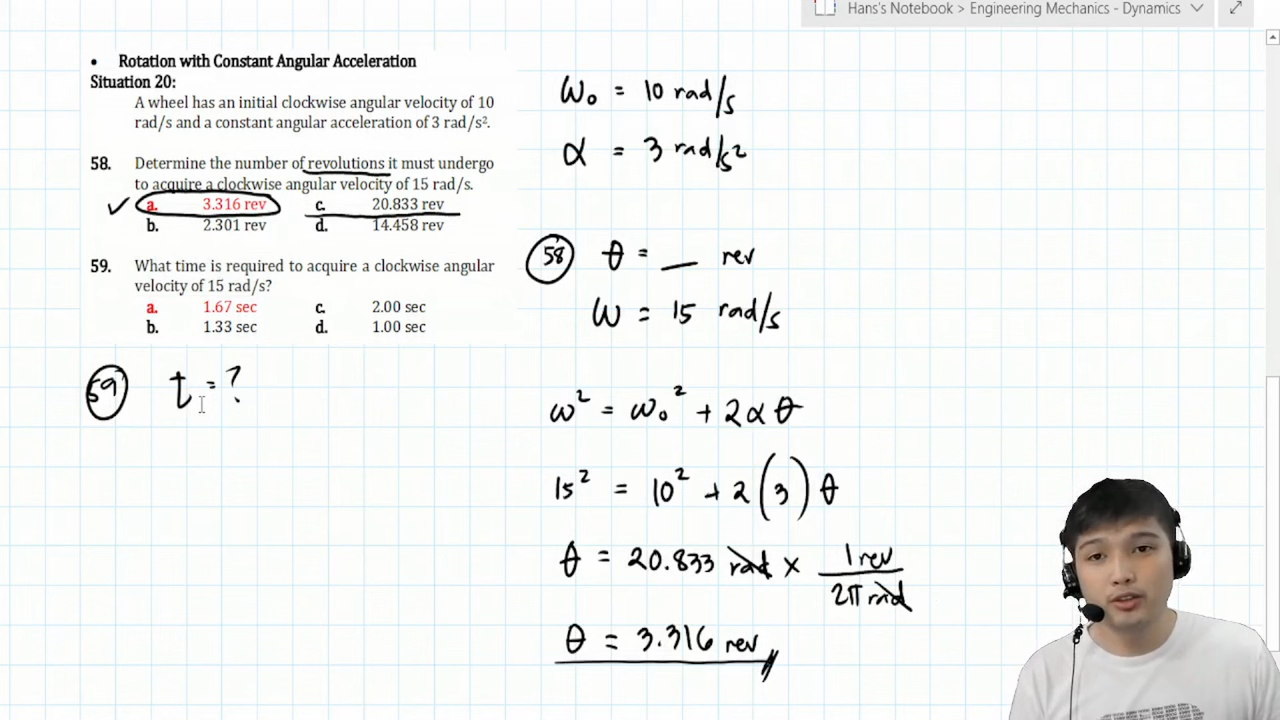 Hans's Notebook > Engineering Mechanics - Dynamics
• Rotation with Constant Angular Acceleration
Situation 20:
A wheel has an initial clockwise angular velocity of 10
rad/s and a constant angular acceleration of 3 rad/s².
58. Determine the number of revolutions it must undergo
to acquire a clockwise angular velocity of 15 rad/s.
✓ a. 3.316 rev c. 20.833 rev
b. 2.301 rev d. 14.458 rev
59. What time is required to acquire a clockwise angular
velocity of 15 rad/s?
a. 1.67 sec c. 2.00 sec
b. 1.33 sec d. 1.00 sec
59 t = ?
ω₀ = 10 rad/s
α = 3 rad/s²
58 θ = __ rev
ω = 15 rad/s
ω² = ω₀² + 2αθ
15² = 10² + 2(3)θ
θ = 20.833 rad × 1 rev / 2π rad
θ = 3.316 rev